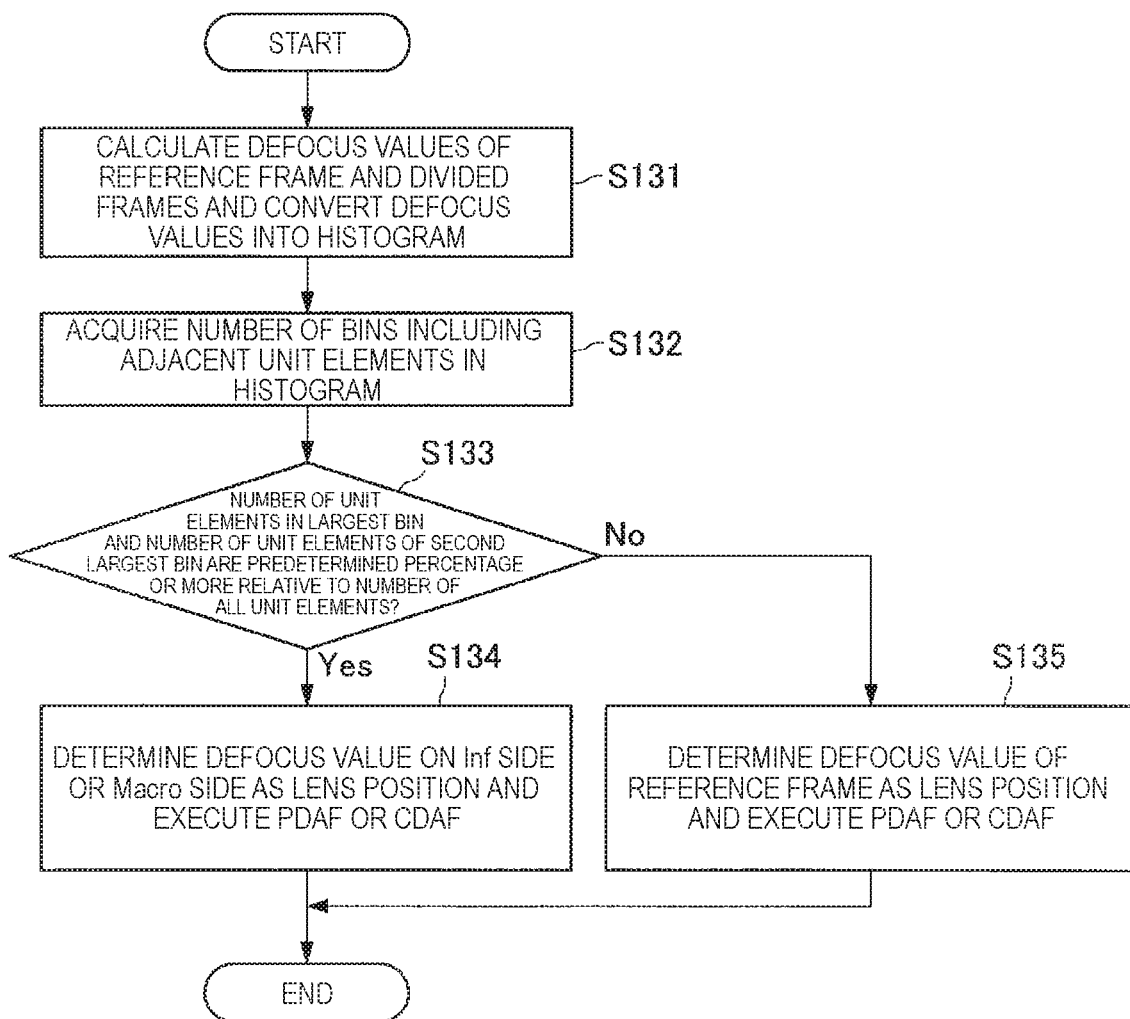 START
CALCULATE DEFOCUS VALUES OF
REFERENCE FRAME AND DIVIDED
FRAMES AND CONVERT DEFOCUS
VALUES INTO HISTOGRAM
S131
ACQUIRE NUMBER OF BINS INCLUDING
ADJACENT UNIT ELEMENTS IN
HISTOGRAM
S132
S133
NUMBER OF UNIT
ELEMENTS IN LARGEST BIN
AND NUMBER OF UNIT ELEMENTS OF SECOND
LARGEST BIN ARE PREDETERMINED PERCENTAGE
OR MORE RELATIVE TO NUMBER OF
ALL UNIT ELEMENTS?
No
Yes
S134
DETERMINE DEFOCUS VALUE ON Inf SIDE
OR Macro SIDE AS LENS POSITION AND
EXECUTE PDAF OR CDAF
S135
DETERMINE DEFOCUS VALUE OF
REFERENCE FRAME AS LENS POSITION
AND EXECUTE PDAF OR CDAF
END